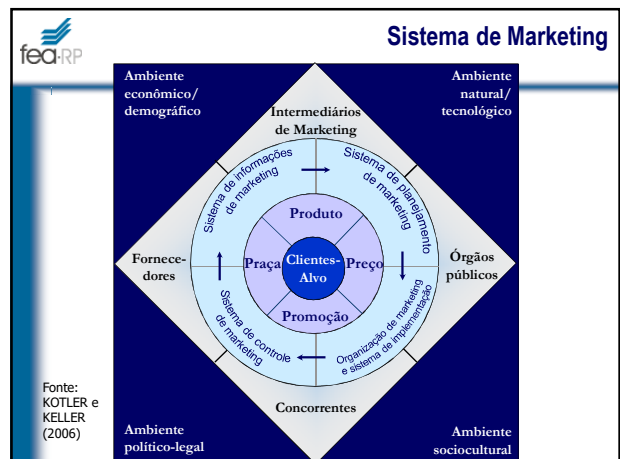 fea-RP
Sistema de Marketing
Ambiente
econômico/
demográfico
Ambiente
natural/
tecnológico
Intermediários
de Marketing
Sistema de informações
de marketing
Sistema de planejamento
de marketing
Produto
Fornece-
dores
Praça
Clientes-
Alvo
Preço
Órgãos
públicos
Promoção
Sistema de controle
de marketing
Organização de marketing
e sistema de implementação
Concorrentes
Fonte:
KOTLER e
KELLER
(2006)
Ambiente
político-legal
Ambiente
sociocultural